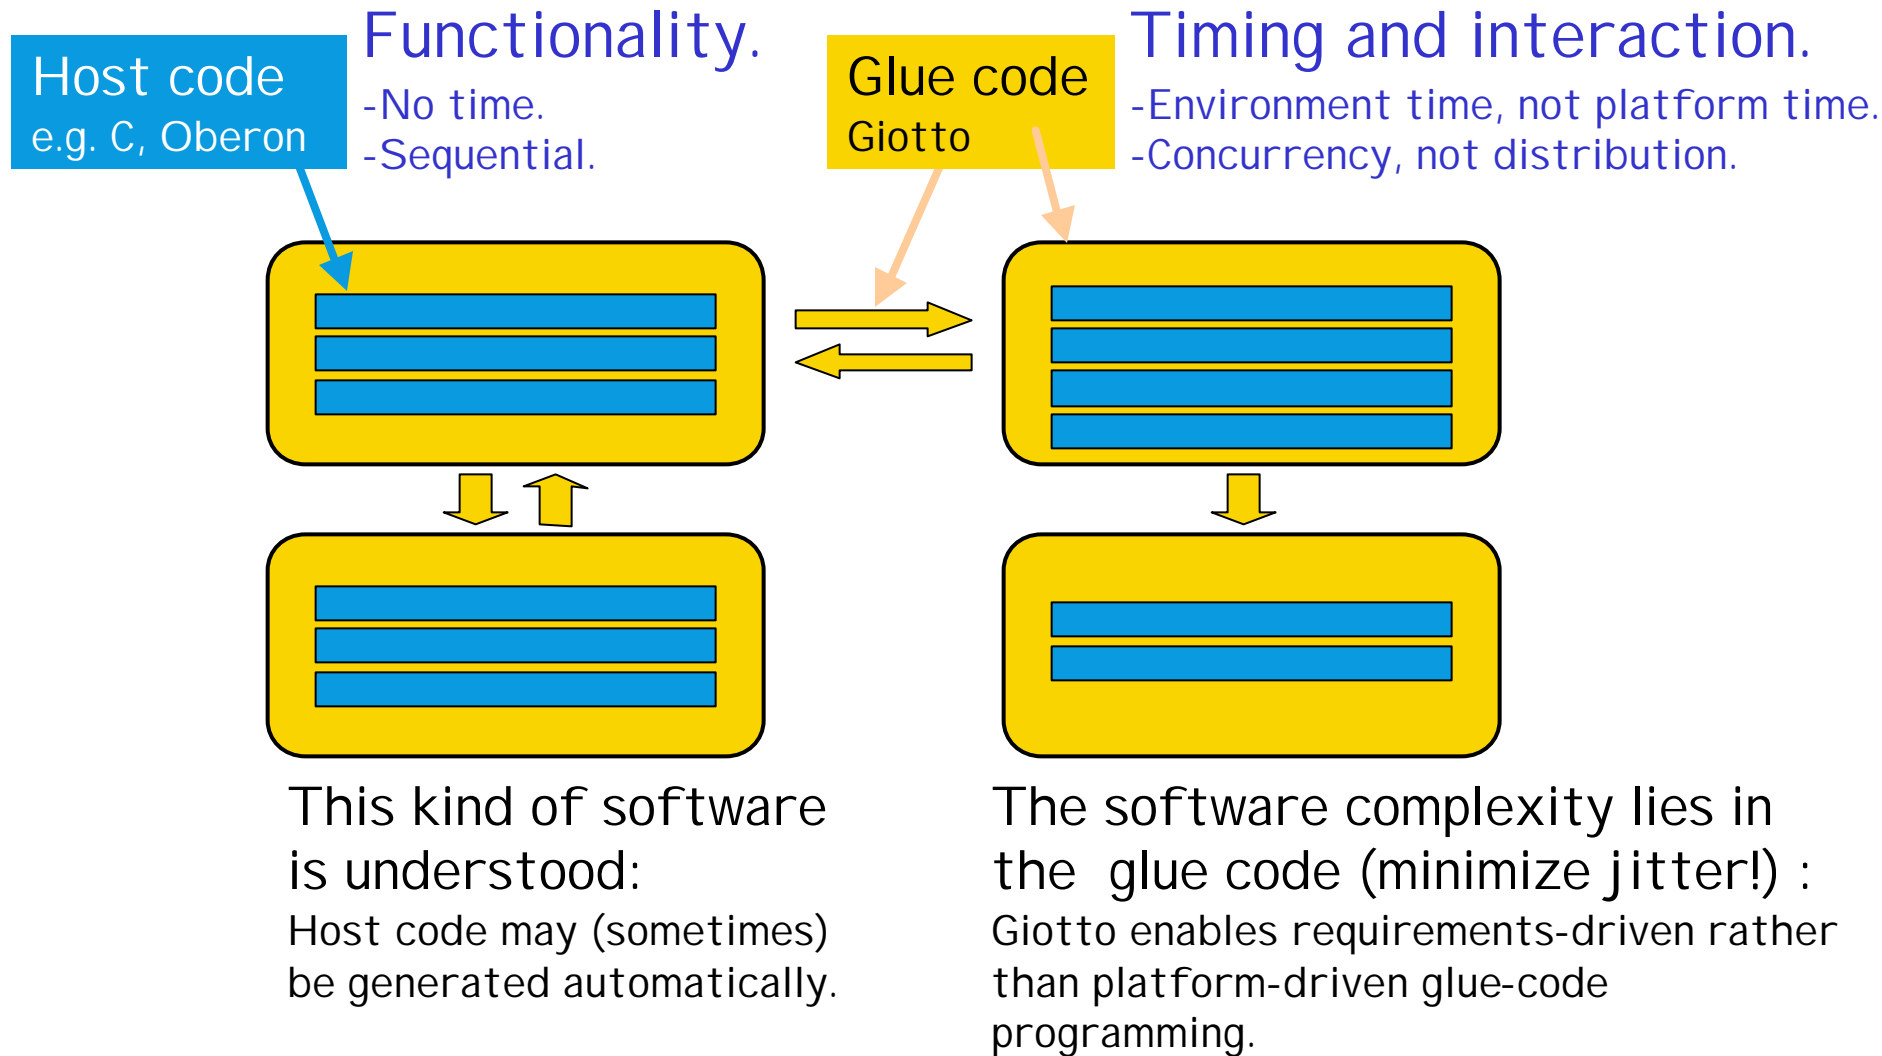 Host code
e.g. C, Oberon
Functionality.
-No time.
-Sequential.
Glue code
Giotto
Timing and interaction.
-Environment time, not platform time.
-Concurrency, not distribution.
This kind of software
is understood:
Host code may (sometimes)
be generated automatically.
The software complexity lies in
the glue code (minimize jitter!) :
Giotto enables requirements-driven rather
than platform-driven glue-code
programming.